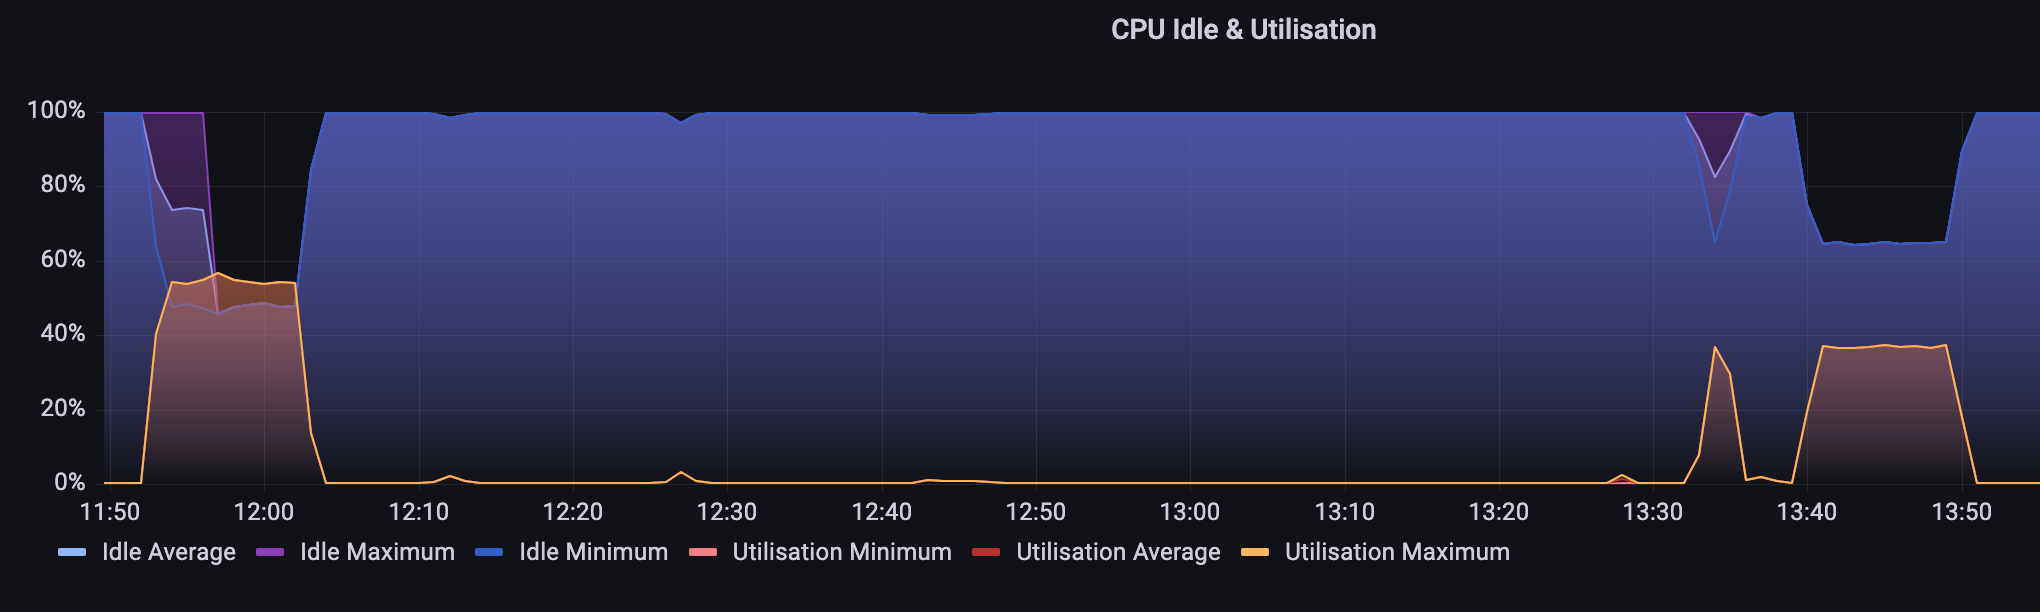 CPU Idle & Utilisation
100%
80%
60%
40%
20%
0%
11:50 12:00 12:10 12:20 12:30 12:40 12:50 13:00 13:10 13:20 13:30 13:40 13:50
Idle Average Idle Maximum Idle Minimum Utilisation Minimum Utilisation Average Utilisation Maximum